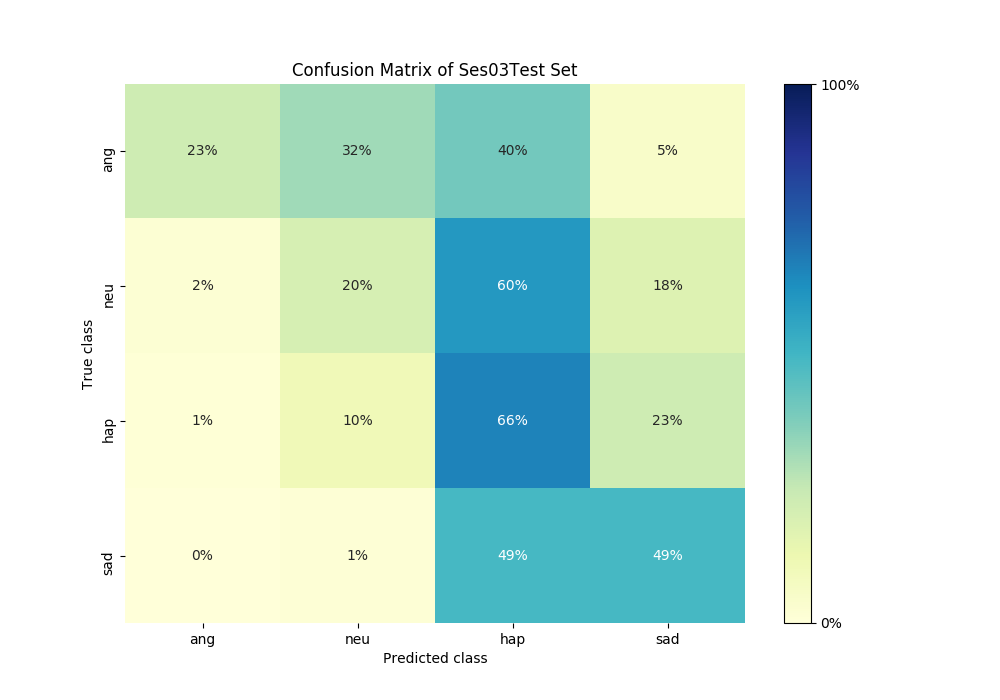 Confusion Matrix of Ses03Test Set
100%
ang 23% 32% 40% 5%
neu 2% 20% 60% 18%
True class
hap 1% 10% 66% 23%
sad 0% 1% 49% 49%
0%
ang neu hap sad
Predicted class